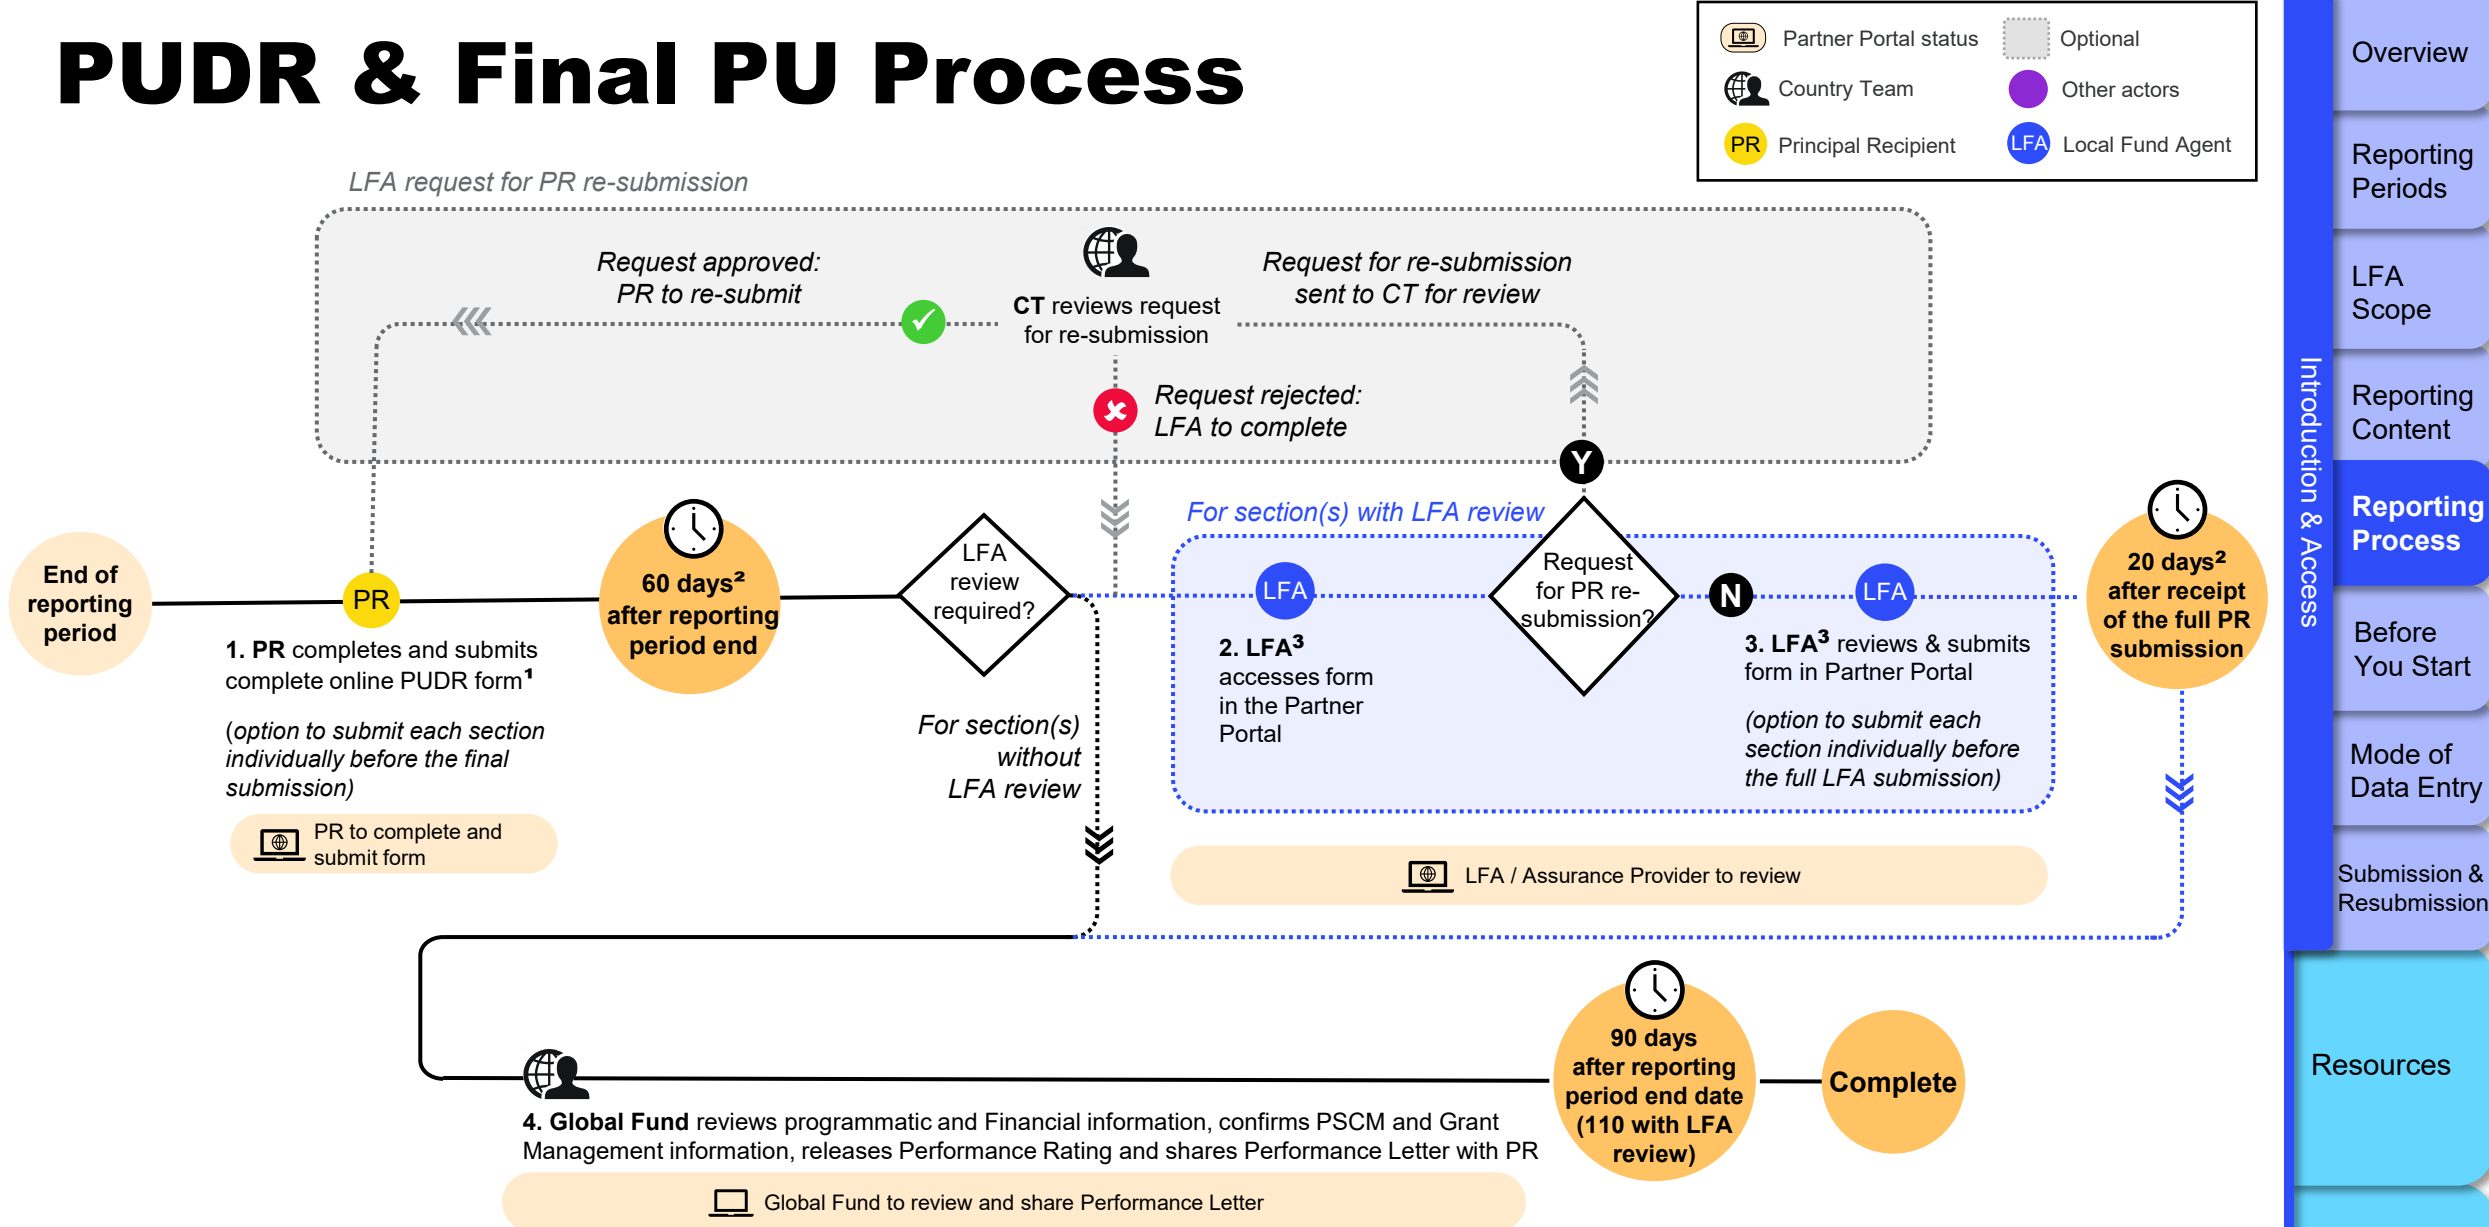 PUDR & Final PU Process
Partner Portal status
Optional
Country Team
Other actors
PR
Principal Recipient
LFA
Local Fund Agent
LFA request for PR re-submission
Request approved:
PR to re-submit
CT reviews request
for re-submission
Request for re-submission
sent to CT for review
Request rejected:
LFA to complete
Y
End of
reporting
period
PR
1. PR completes and submits
complete online PUDR form¹
(option to submit each section
individually before the final
submission)
PR to complete and
submit form
60 days²
after reporting
period end
LFA
review
required?
For section(s)
without
LFA review
For section(s) with LFA review
LFA
2. LFA³
accesses form
in the Partner
Portal
Request
for PR re-
submission?
N
LFA
3. LFA³ reviews & submits
form in Partner Portal
(option to submit each
section individually before
the full LFA submission)
LFA / Assurance Provider to review
20 days²
after receipt
of the full PR
submission
4. Global Fund reviews programmatic and Financial information, confirms PSCM and Grant
Management information, releases Performance Rating and shares Performance Letter with PR
Global Fund to review and share Performance Letter
90 days
after reporting
period end date
(110 with LFA
review)
Complete
Introduction & Access
Overview
Reporting
Periods
LFA
Scope
Reporting
Content
Reporting
Process
Before
You Start
Mode of
Data Entry
Submission &
Resubmission
Resources